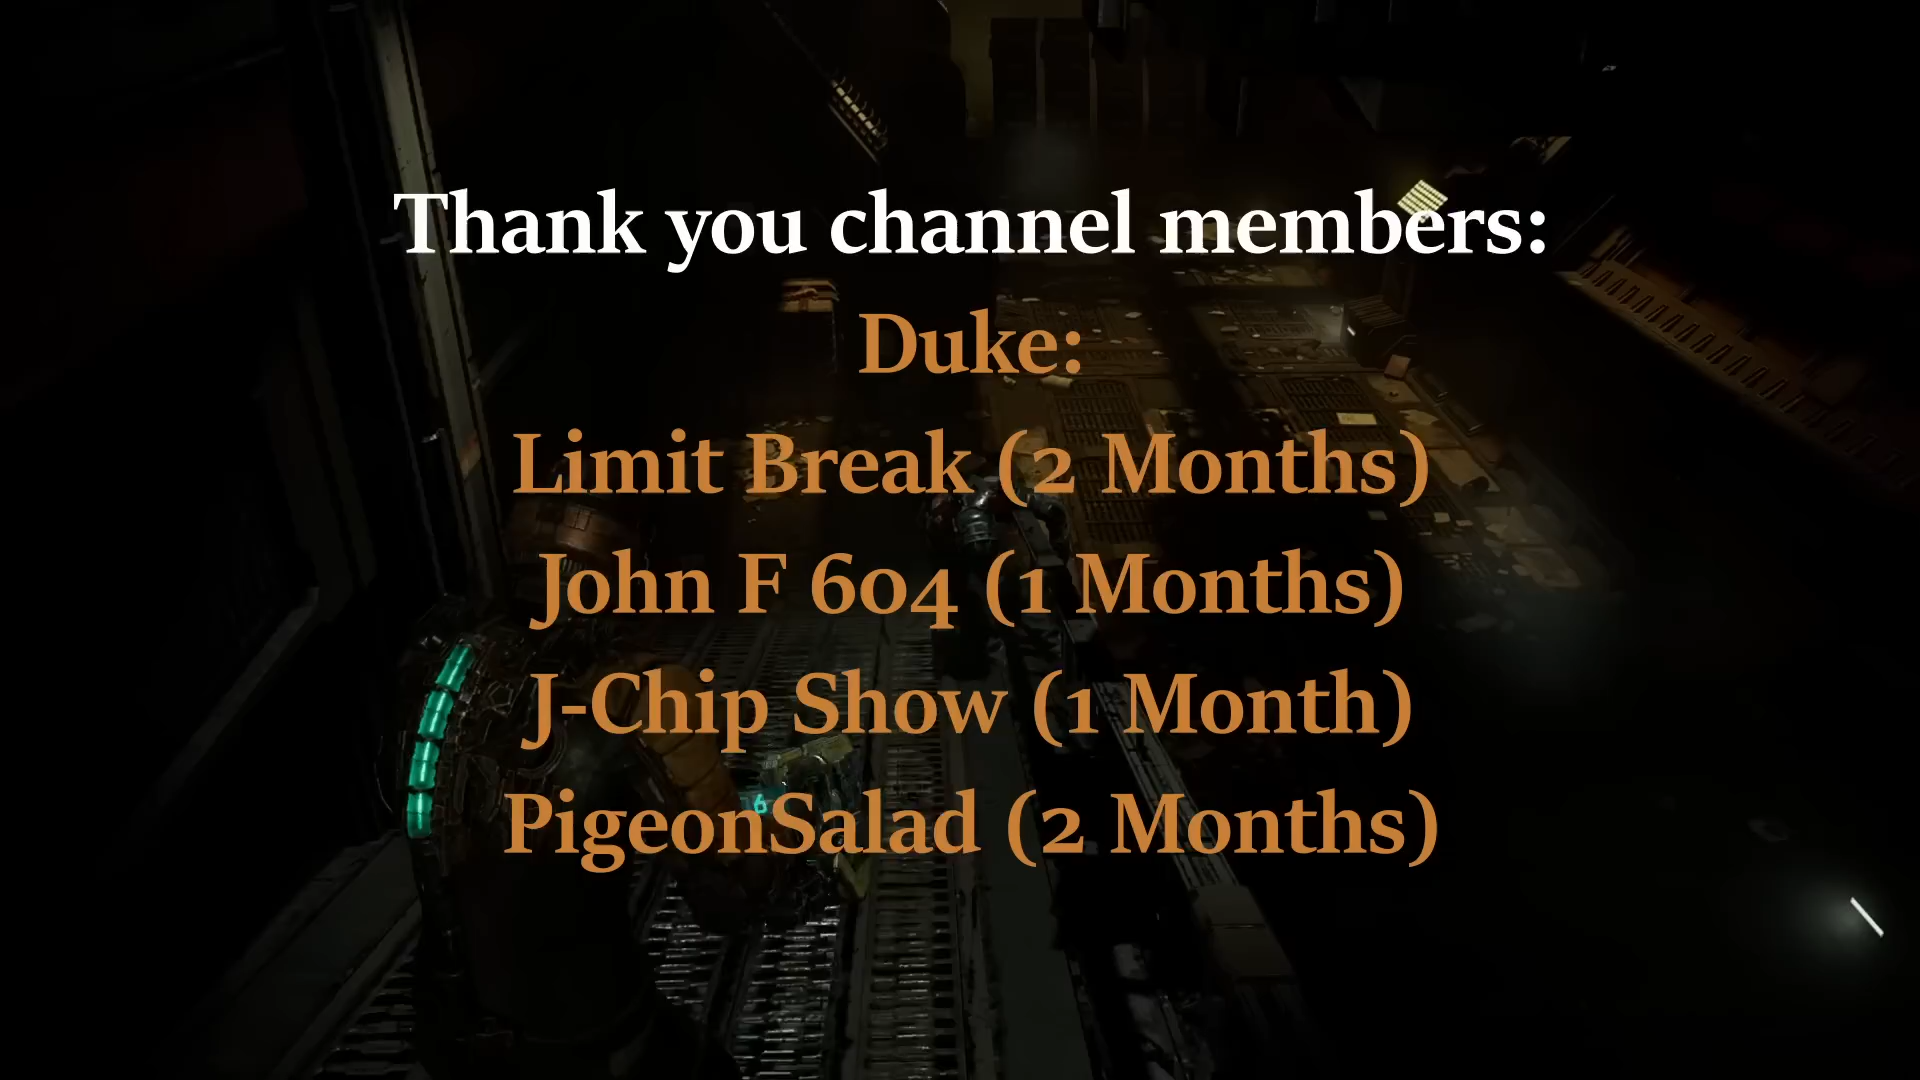 Thank you channel members:
Duke:
Limit Break (2 Months)
John F 604 (1 Months)
J-Chip Show (1 Month)
6
PigeonSalad (2 Months)